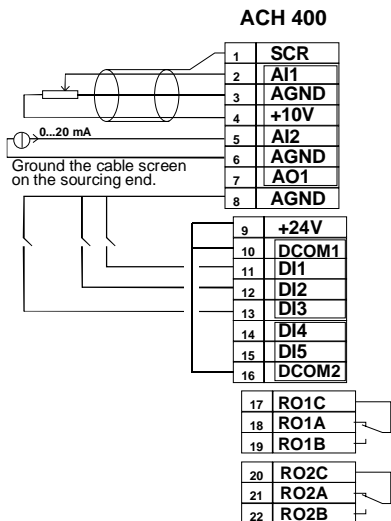 ACH 400
1 SCR
2 AI1
3 AGND
4 +10V
0...20 mA
5 AI2
6 AGND
Ground the cable screen
on the sourcing end.
7 AO1
8 AGND
9 +24V
10 DCOM1
11 DI1
12 DI2
13 DI3
14 DI4
15 DI5
16 DCOM2
17 RO1C
18 RO1A
19 RO1B
20 RO2C
21 RO2A
22 RO2B